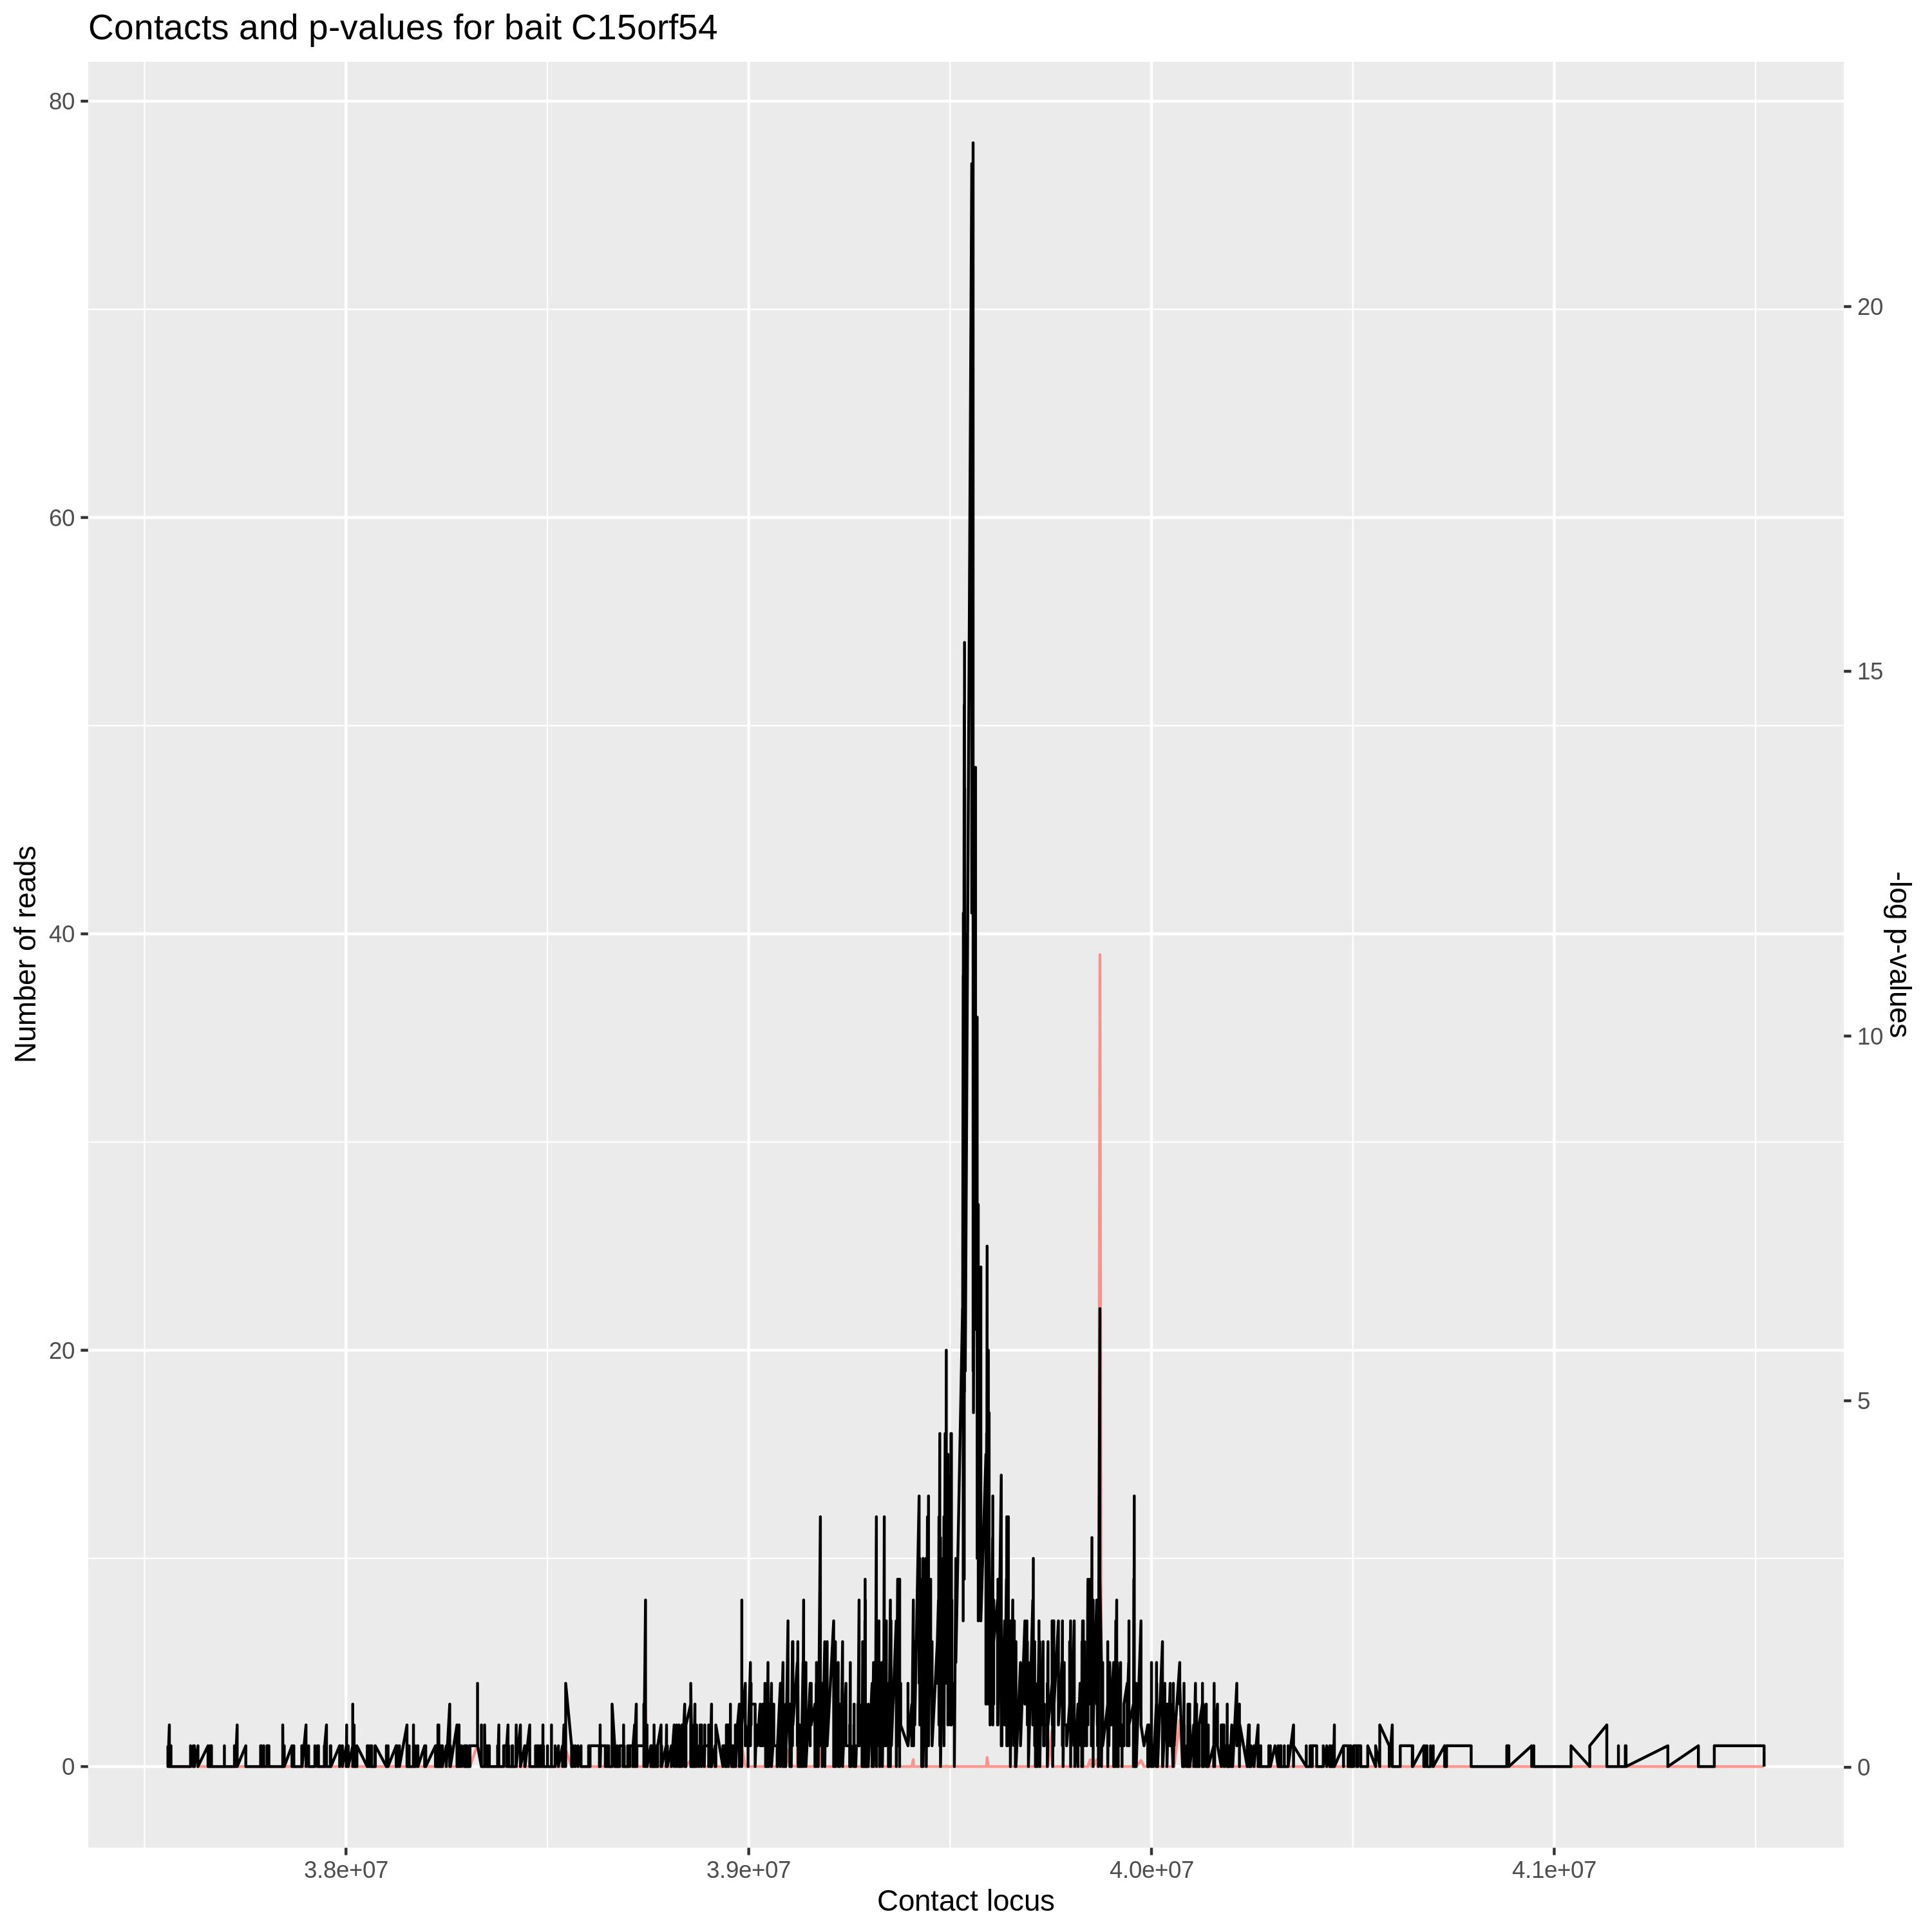 Contacts and p-values for bait C15orf54
80
60
40
20
0
Number of reads
20
15
10
5
0
-log p-values
3.8e+07 3.9e+07 4.0e+07 4.1e+07
Contact locus